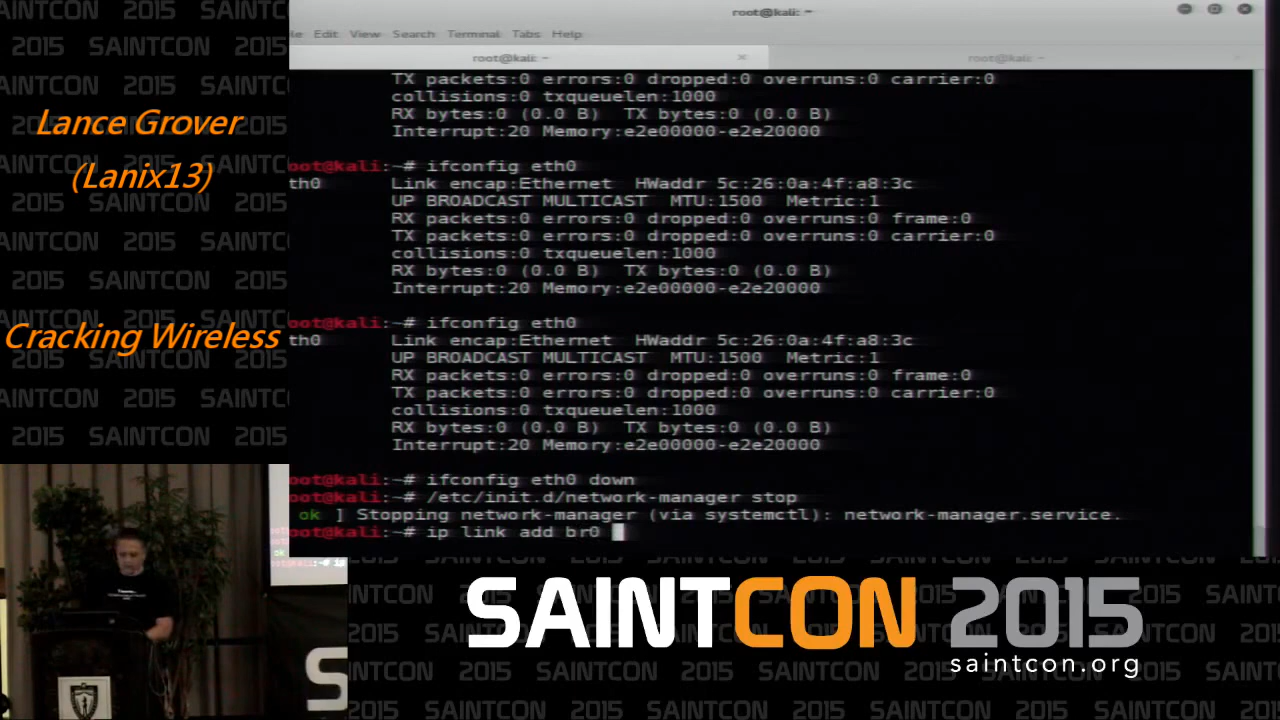 root@kali: ~
le Edit View Search Terminal Tabs Help
root@kali: ~ × root@kali: ~
TX packets:0 errors:0 dropped:0 overruns:0 carrier:0
collisions:0 txqueuelen:1000
RX bytes:0 (0.0 B) TX bytes:0 (0.0 B)
Interrupt:20 Memory:e2e00000-e2e20000
oot@kali:~# ifconfig eth0
th0 Link encap:Ethernet HWaddr 5c:26:0a:4f:a8:3c
UP BROADCAST MULTICAST MTU:1500 Metric:1
RX packets:0 errors:0 dropped:0 overruns:0 frame:0
TX packets:0 errors:0 dropped:0 overruns:0 carrier:0
collisions:0 txqueuelen:1000
RX bytes:0 (0.0 B) TX bytes:0 (0.0 B)
Interrupt:20 Memory:e2e00000-e2e20000
oot@kali:~# ifconfig eth0
th0 Link encap:Ethernet HWaddr 5c:26:0a:4f:a8:3c
UP BROADCAST MULTICAST MTU:1500 Metric:1
RX packets:0 errors:0 dropped:0 overruns:0 frame:0
TX packets:0 errors:0 dropped:0 overruns:0 carrier:0
collisions:0 txqueuelen:1000
RX bytes:0 (0.0 B) TX bytes:0 (0.0 B)
Interrupt:20 Memory:e2e00000-e2e20000
root@kali:~# ifconfig eth0 down
root@kali:~# /etc/init.d/network-manager stop
ok ] Stopping network-manager (via systemctl): network-manager.service.
root@kali:~# ip link add br0
Lance Grover
(Lanix13)
Cracking Wireless
SAINTCON 2015
saintcon.org